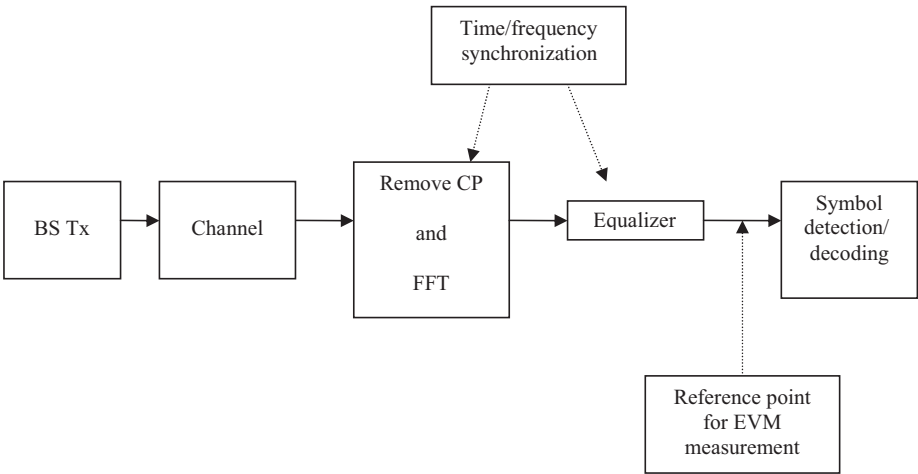 Time/frequency
synchronization
BS Tx
Channel
Remove CP
and
FFT
Equalizer
Symbol
detection/
decoding
Reference point
for EVM
measurement